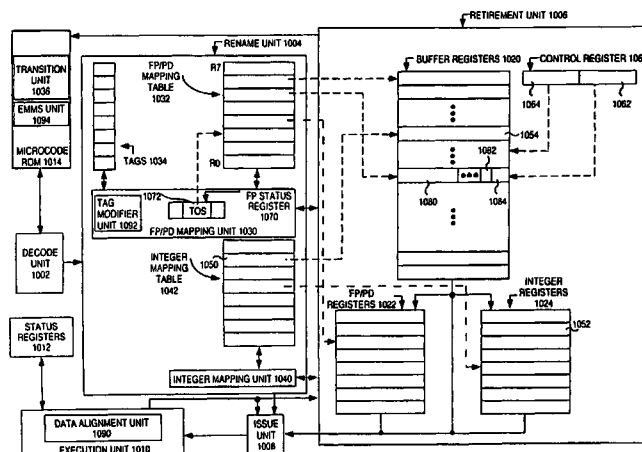 RETIREMENT UNIT 1006
RENAME UNIT 1004
TRANSITION UNIT 1036
EMMS UNIT 1094
MICROCODE ROM 1014
FP/PD MAPPING TABLE 1032
R7
R0
TAGS 1034
BUFFER REGISTERS 1020
CONTROL REGISTER 106
1064
1062
1054
1082
1080
1084
1072
TOS
FP STATUS REGISTER 1070
TAG MODIFIER UNIT 1092
FP/PD MAPPING UNIT 1030
DECODE UNIT 1002
1050
INTEGER MAPPING TABLE 1042
STATUS REGISTERS 1012
FP/PD REGISTERS 1022
INTEGER REGISTERS 1024
1052
INTEGER MAPPING UNIT 1040
DATA ALIGNMENT UNIT 1090
EXECUTION UNIT 1010
ISSUE UNIT 1008